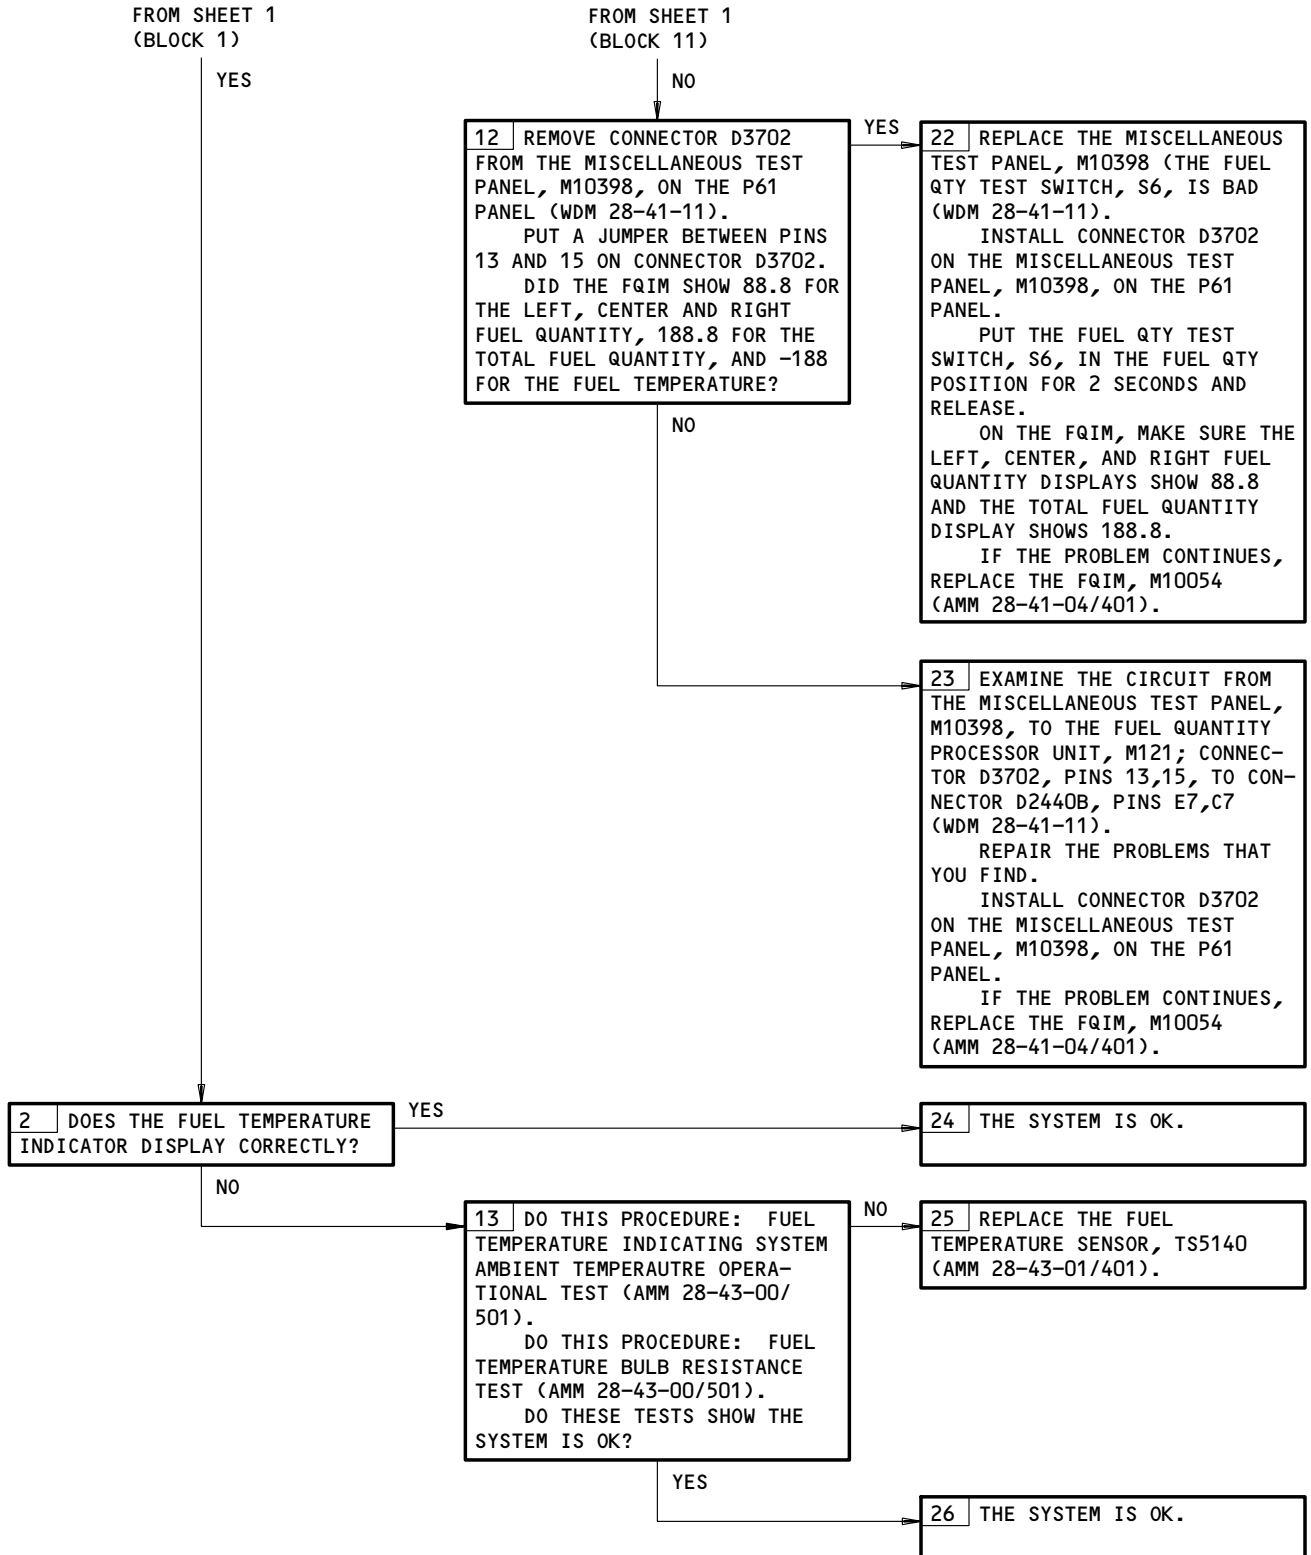 FROM SHEET 1
(BLOCK 1)
YES
FROM SHEET 1
(BLOCK 11)
NO
12 REMOVE CONNECTOR D3702
FROM THE MISCELLANEOUS TEST
PANEL, M10398, ON THE P61
PANEL (WDM 28-41-11).
PUT A JUMPER BETWEEN PINS
13 AND 15 ON CONNECTOR D3702.
DID THE FQIM SHOW 88.8 FOR
THE LEFT, CENTER AND RIGHT
FUEL QUANTITY, 188.8 FOR THE
TOTAL FUEL QUANTITY, AND -188
FOR THE FUEL TEMPERATURE?
YES
22 REPLACE THE MISCELLANEOUS
TEST PANEL, M10398 (THE FUEL
QTY TEST SWITCH, S6, IS BAD
(WDM 28-41-11).
INSTALL CONNECTOR D3702
ON THE MISCELLANEOUS TEST
PANEL, M10398, ON THE P61
PANEL.
PUT THE FUEL QTY TEST
SWITCH, S6, IN THE FUEL QTY
POSITION FOR 2 SECONDS AND
RELEASE.
ON THE FQIM, MAKE SURE THE
LEFT, CENTER, AND RIGHT FUEL
QUANTITY DISPLAYS SHOW 88.8
AND THE TOTAL FUEL QUANTITY
DISPLAY SHOWS 188.8.
IF THE PROBLEM CONTINUES,
REPLACE THE FQIM, M10054
(AMM 28-41-04/401).
NO
23 EXAMINE THE CIRCUIT FROM
THE MISCELLANEOUS TEST PANEL,
M10398, TO THE FUEL QUANTITY
PROCESSOR UNIT, M121; CONNEC-
TOR D3702, PINS 13,15, TO CON-
NECTOR D2440B, PINS E7,C7
(WDM 28-41-11).
REPAIR THE PROBLEMS THAT
YOU FIND.
INSTALL CONNECTOR D3702
ON THE MISCELLANEOUS TEST
PANEL, M10398, ON THE P61
PANEL.
IF THE PROBLEM CONTINUES,
REPLACE THE FQIM, M10054
(AMM 28-41-04/401).
2 DOES THE FUEL TEMPERATURE
INDICATOR DISPLAY CORRECTLY?
YES
24 THE SYSTEM IS OK.
NO
13 DO THIS PROCEDURE: FUEL
TEMPERATURE INDICATING SYSTEM
AMBIENT TEMPERAUTRE OPERA-
TIONAL TEST (AMM 28-43-00/
501).
DO THIS PROCEDURE: FUEL
TEMPERATURE BULB RESISTANCE
TEST (AMM 28-43-00/501).
DO THESE TESTS SHOW THE
SYSTEM IS OK?
NO
25 REPLACE THE FUEL
TEMPERATURE SENSOR, TS5140
(AMM 28-43-01/401).
YES
26 THE SYSTEM IS OK.